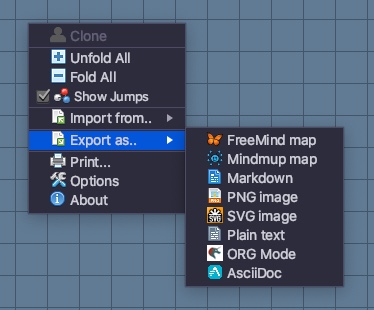 Clone
Unfold All
Fold All
Show Jumps
Import from..
Export as..
Print...
Options
About
FreeMind map
Mindmup map
Markdown
PNG image
SVG image
Plain text
ORG Mode
AsciiDoc